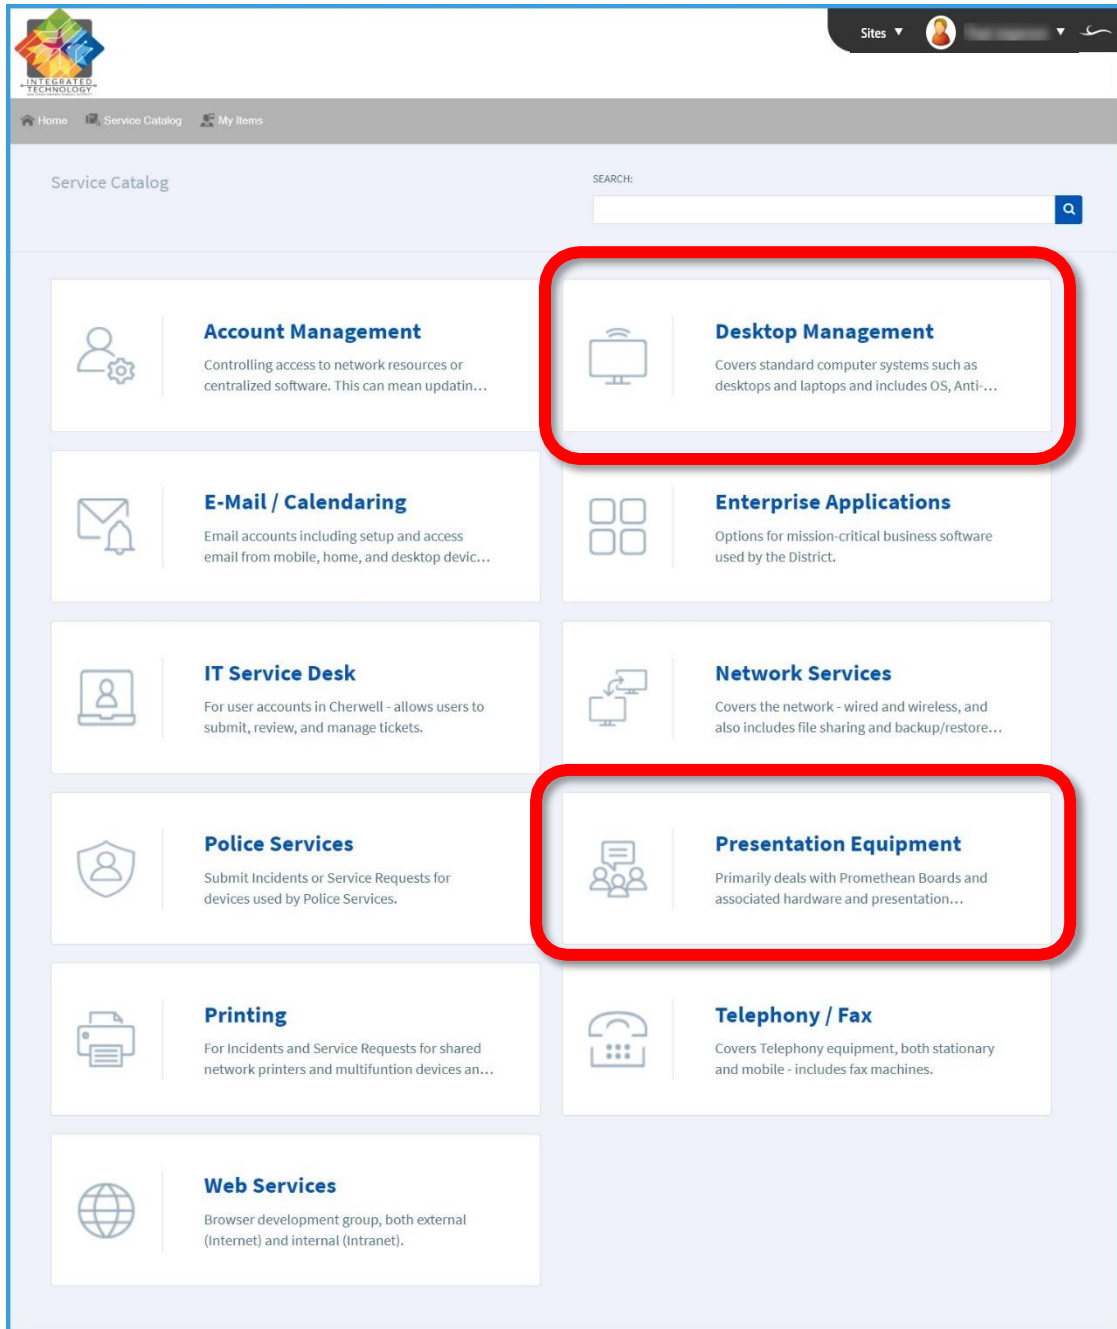 Sites
INTEGRATED
TECHNOLOGY
Home Service Catalog My Items
Service Catalog
SEARCH:
Account Management
Controlling access to network resources or
centralized software. This can mean updatin...
Desktop Management
Covers standard computer systems such as
desktops and laptops and includes OS, Anti-...
E-Mail / Calendaring
Email accounts including setup and access
email from mobile, home, and desktop devic...
Enterprise Applications
Options for mission-critical business software
used by the District.
IT Service Desk
For user accounts in Cherwell - allows users to
submit, review, and manage tickets.
Network Services
Covers the network - wired and wireless, and
also includes file sharing and backup/restore...
Police Services
Submit Incidents or Service Requests for
devices used by Police Services.
Presentation Equipment
Primarily deals with Promethean Boards and
associated hardware and presentation...
Printing
For Incidents and Service Requests for shared
network printers and multifuntion devices an...
Telephony / Fax
Covers Telephony equipment, both stationary
and mobile - includes fax machines.
Web Services
Browser development group, both external
(Internet) and internal (Intranet).